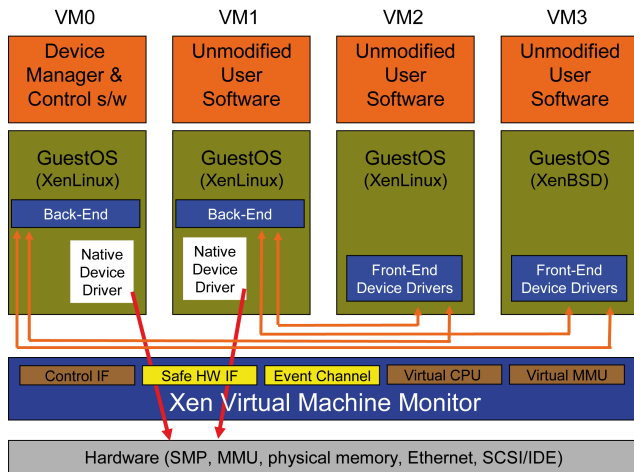 VM0
VM1
VM2
VM3
Device
Manager &
Control s/w
Unmodified
User
Software
Unmodified
User
Software
Unmodified
User
Software
GuestOS
(XenLinux)
GuestOS
(XenLinux)
GuestOS
(XenLinux)
GuestOS
(XenBSD)
Back-End
Back-End
Native
Device
Driver
Native
Device
Driver
Front-End
Device Drivers
Front-End
Device Drivers
Control IF
Safe HW IF
Event Channel
Virtual CPU
Virtual MMU
Xen Virtual Machine Monitor
Hardware (SMP, MMU, physical memory, Ethernet, SCSI/IDE)